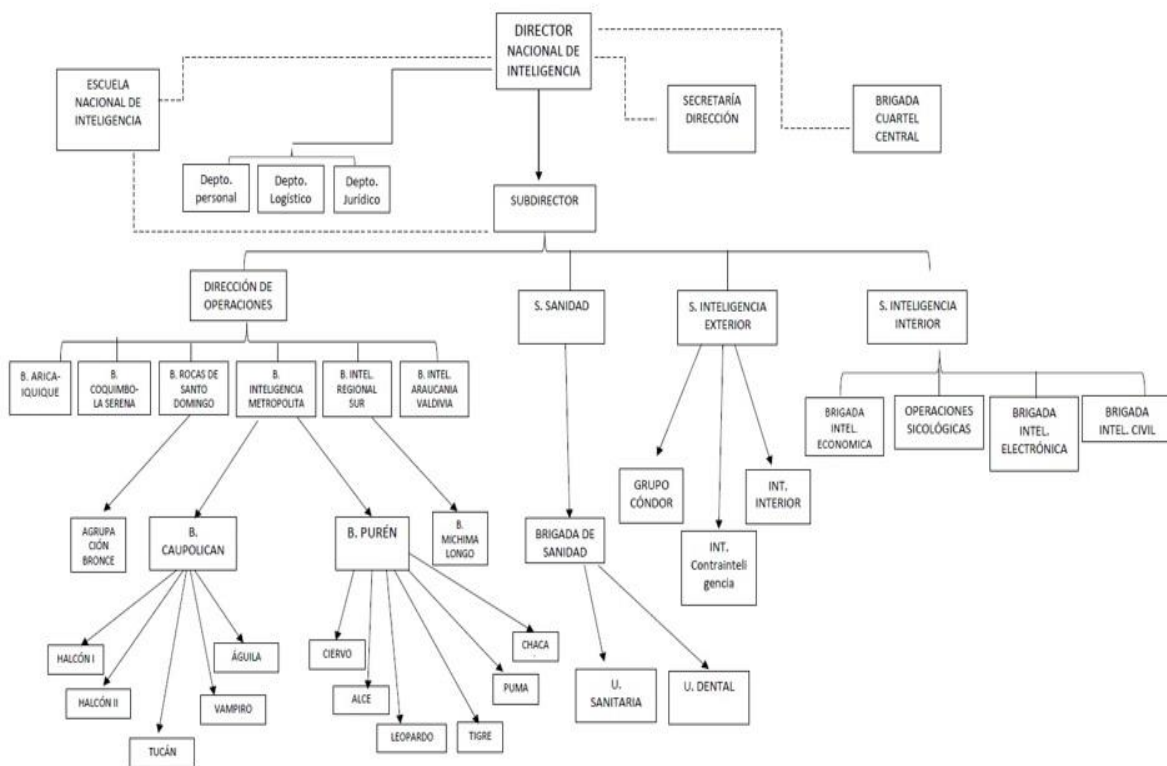 DIRECTOR
NACIONAL DE
INTELIGENCIA
ESCUELA
NACIONAL DE
INTELIGENCIA
SECRETARÍA
DIRECCIÓN
BRIGADA
CUARTEL
CENTRAL
Depto.
personal
Depto.
Logístico
Depto.
Jurídico
SUBDIRECTOR
DIRECCIÓN DE
OPERACIONES
S. SANIDAD
S. INTELIGENCIA
EXTERIOR
S. INTELIGENCIA
INTERIOR
B. ARICA-
IQUIQUE
B.
COQUIMBO-
LA SERENA
B. ROCAS DE
SANTO
DOMINGO
B.
INTELIGENCIA
METROPOLITA
B. INTEL.
REGIONAL
SUR
B. INTEL.
ARAUCANIA
VALDIVIA
BRIGADA
INTEL.
ECONOMICA
OPERACIONES
SICOLÓGICAS
BRIGADA
INTEL.
ELECTRÓNICA
BRIGADA
INTEL. CIVIL
GRUPO
CÓNDOR
INT.
INTERIOR
INT.
Contrainteli
gencia
AGRUPA
CIÓN
BRONCE
B.
CAUPOLICAN
B. PURÉN
B.
MICHIMA
LONGO
BRIGADA DE
SANIDAD
HALCÓN I
HALCÓN II
TUCÁN
VAMPIRO
ÁGUILA
CIERVO
ALCE
LEOPARDO
TIGRE
PUMA
CHACA
U.
SANITARIA
U. DENTAL